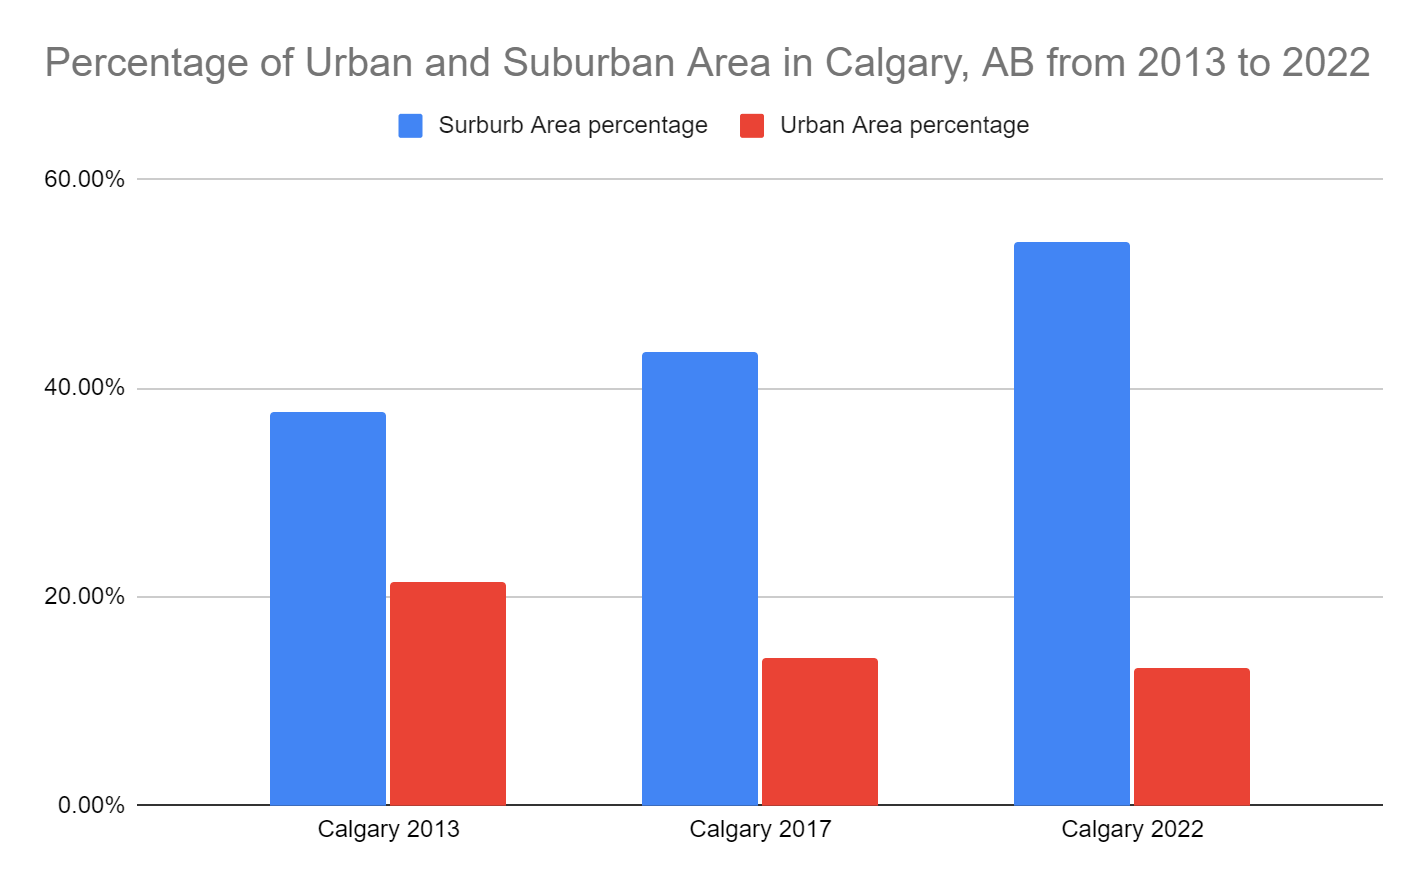 Percentage of Urban and Suburban Area in Calgary, AB from 2013 to 2022
Surburb Area percentage Urban Area percentage
60.00%
40.00%
20.00%
0.00%
Calgary 2013 Calgary 2017 Calgary 2022